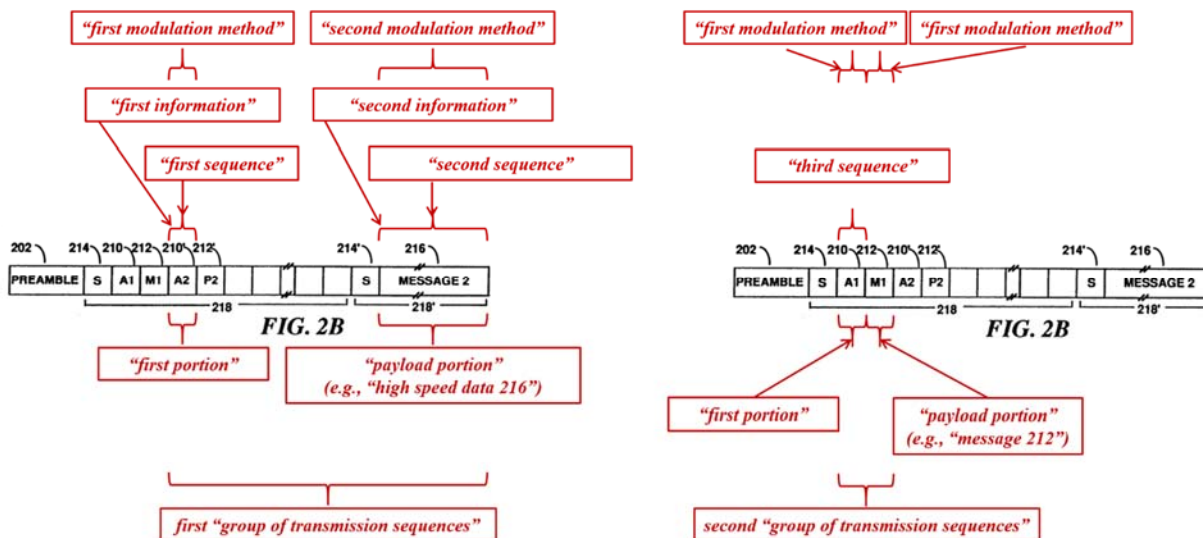 “first modulation method”
“second modulation method”
“first information”
“second information”
“first sequence”
“second sequence”
202
214
210
212
210'
212'
214'
216
PREAMBLE
S
A1
M1
A2
P2
S
MESSAGE 2
218
218'
FIG. 2B
“first portion”
“payload portion”
(e.g., “high speed data 216”)
first “group of transmission sequences”
“first modulation method”
“first modulation method”
“third sequence”
202
214
210
212
210'
212'
214'
216
PREAMBLE
S
A1
M1
A2
P2
S
MESSAGE 2
218
218'
FIG. 2B
“first portion”
“payload portion”
(e.g., “message 212”)
second “group of transmission sequences”